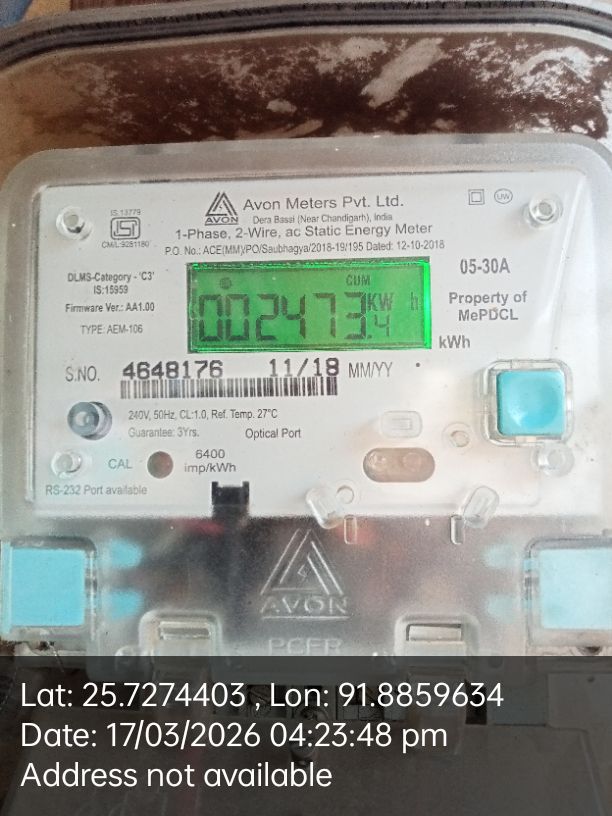 IS.13779
CM/L:9281180
AVON
Avon Meters Pvt. Ltd.
Dera Bassi (Near Chandigarh), India
UW
1-Phase, 2-Wire, ac Static Energy Meter
P.O. No.: ACE(MM)/PO/Saubhagya/2018-19/195 Dated: 12-10-2018
DLMS-Category - 'C3'
IS:15959
Firmware Ver.: AA1.00
TYPE: AEM-106
CUM
002473.4 KW h
kWh
05-30A
Property of
MePDCL
S.NO. 4648176 11/18 MM/YY
240V, 50Hz, CL:1.0, Ref. Temp. 27°C
Guarantee: 3Yrs. Optical Port
CAL
6400
imp/kWh
RS-232 Port available
AVON
Lat: 25.7274403 , Lon: 91.8859634
Date: 17/03/2026 04:23:48 pm
Address not available